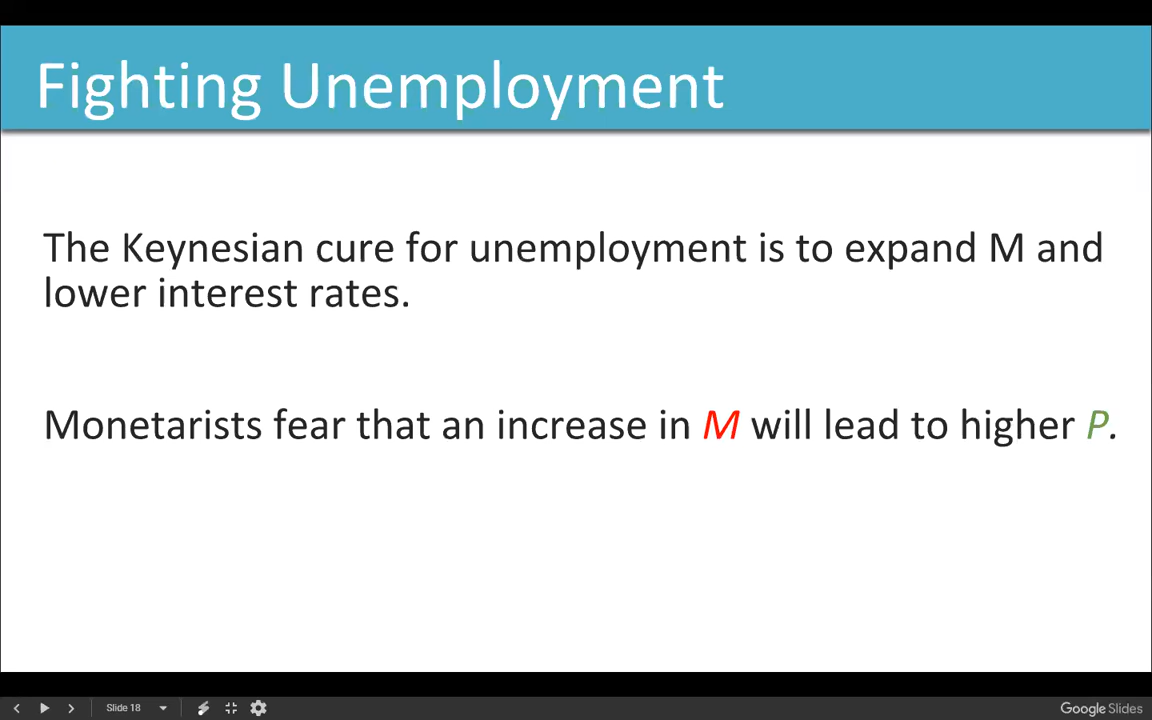 Fighting Unemployment
The Keynesian cure for unemployment is to expand M and
lower interest rates.
Monetarists fear that an increase in M will lead to higher P.
Slide 18
Google Slides